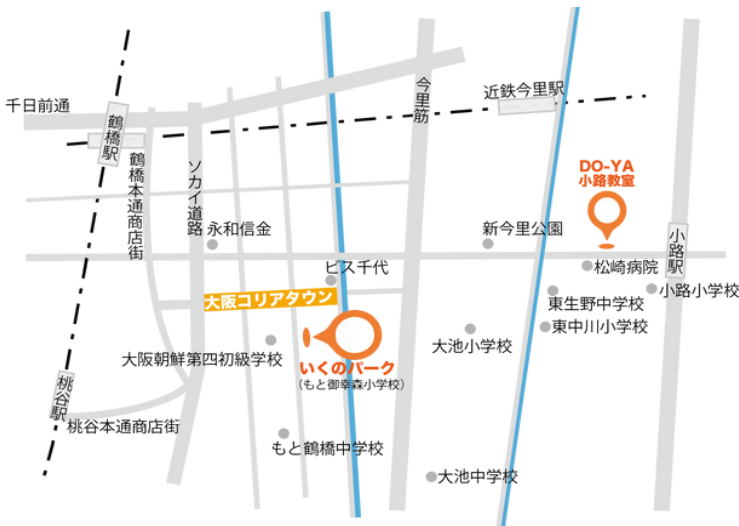 千日前通
鶴橋駅
鶴橋本通商店街
ソカイ道路
今里筋
近鉄今里駅
DO-YA
小路教室
永和信金
新今里公園
小路駅
ビス千代
松崎病院
大阪コリアタウン
小路小学校
東生野中学校
東中川小学校
大阪朝鮮第四初級学校
いくのパーク
(もと御幸森小学校)
大池小学校
桃谷駅
桃谷本通商店街
もと鶴橋中学校
大池中学校